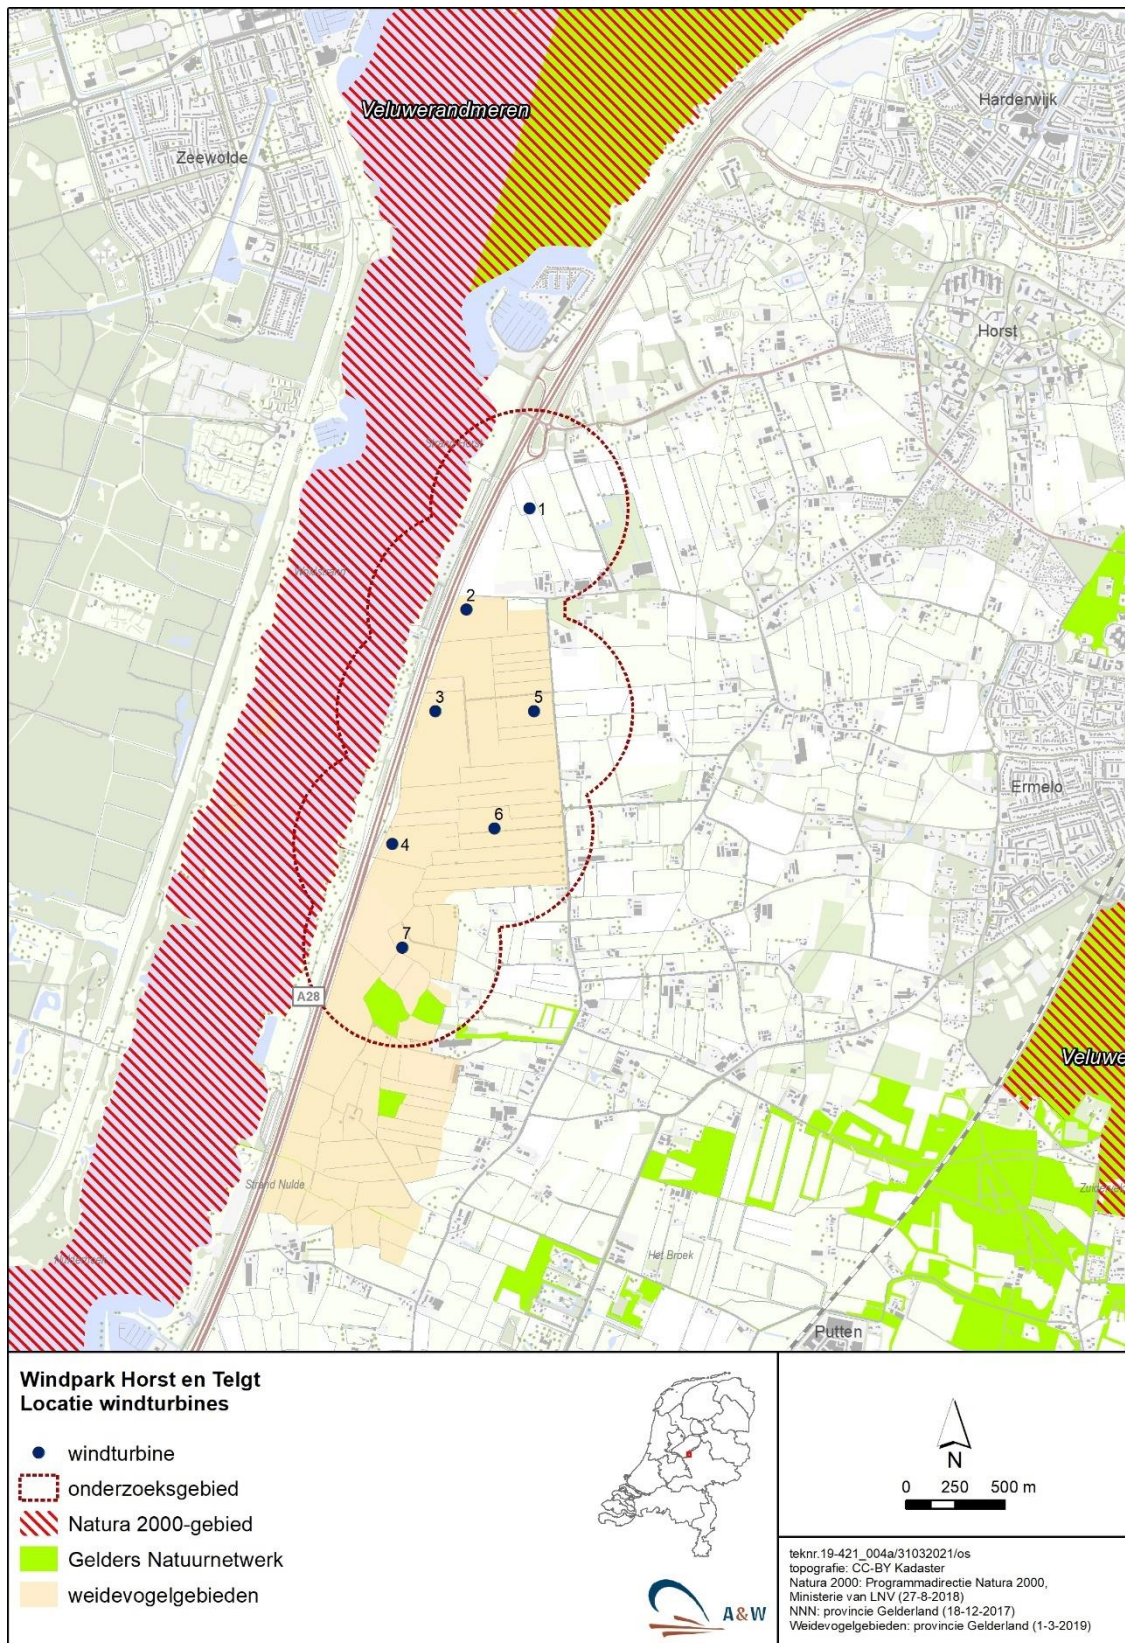 Veluwerandmeren
Harderwijk
Zeewolde
Horst
Strand Horst
1
2
3
5
Ermelo
6
4
7
A28
Veluwe
Strand Nulde
Het Broek
Putten
Windpark Horst en Telgt
Locatie windturbines
windturbine
onderzoeksgebied
Natura 2000-gebied
Gelders Natuurnetwerk
weidevogelgebieden
A&W
N
0 250 500 m
teknr.19-421_004a/31032021/os
topografie: CC-BY Kadaster
Natura 2000: Programmadirectie Natura 2000,
Ministerie van LNV (27-8-2018)
NNN: provincie Gelderland (18-12-2017)
Weidevogelgebieden: provincie Gelderland (1-3-2019)